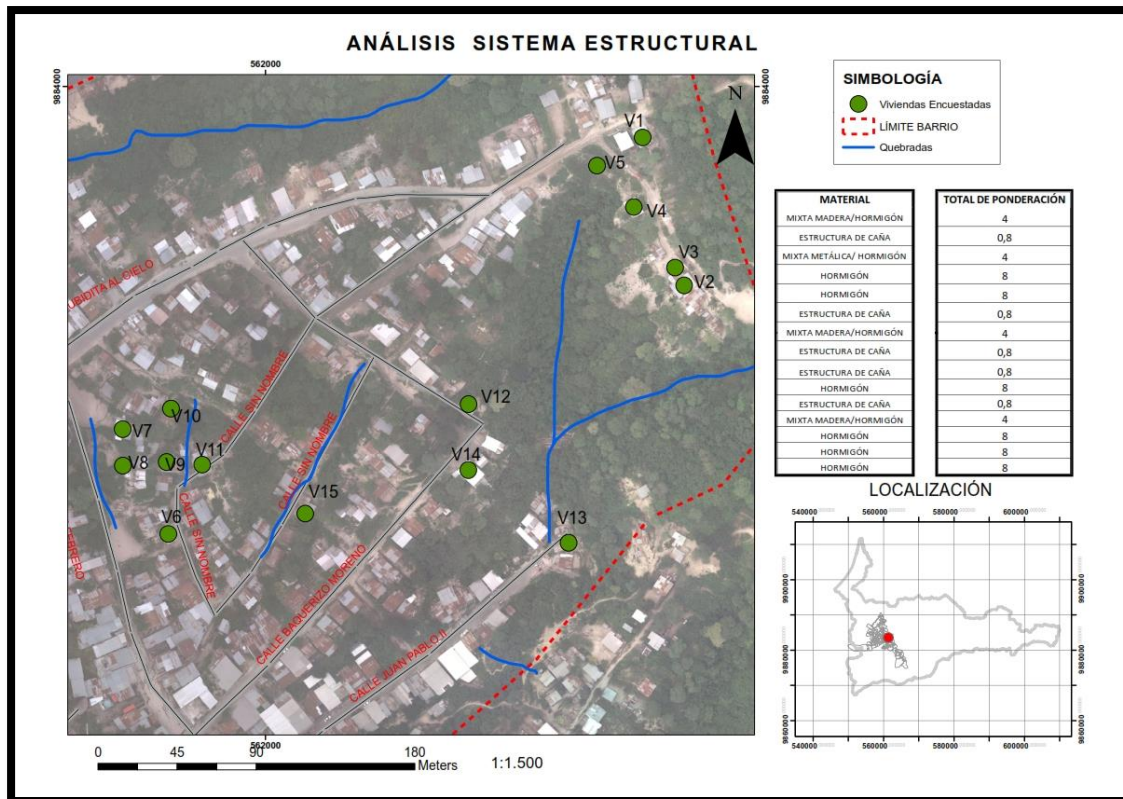 ANÁLISIS SISTEMA ESTRUCTURAL
562000
9884000
9884000
N
V1
V5
V4
V3
V2
UBIDITA AL CIELO
CALLE SIN NOMBRE
CALLE SIN NOMBRE
V12
V10
V7
V8
V9
V11
V14
V15
V6
V13
CALLE SIN NOMBRE
EBRERO
CALLE BAQUERIZO MORENO
CALLE JUAN PABLO II
0 45 90 180
Meters
562000
1:1.500
SIMBOLOGÍA
Viviendas Encuestadas
LÍMITE BARRIO
Quebradas
MATERIAL TOTAL DE PONDERACIÓN
MIXTA MADERA/HORMIGÓN 4
ESTRUCTURA DE CAÑA 0,8
MIXTA METÁLICA/ HORMIGÓN 4
HORMIGÓN 8
HORMIGÓN 8
ESTRUCTURA DE CAÑA 0,8
MIXTA MADERA/HORMIGÓN 4
ESTRUCTURA DE CAÑA 0,8
ESTRUCTURA DE CAÑA 0,8
HORMIGÓN 8
ESTRUCTURA DE CAÑA 0,8
MIXTA MADERA/HORMIGÓN 4
HORMIGÓN 8
HORMIGÓN 8
HORMIGÓN 8
LOCALIZACIÓN
540000 560000 580000 600000
9900000 9900000
9880000 9880000
9860000 9860000
540000 560000 580000 600000